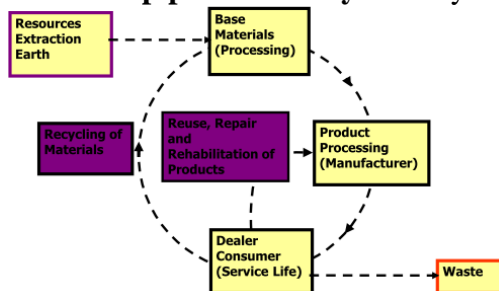 Resources
Extraction
Earth
Base
Materials
(Processing)
Recycling of
Materials
Reuse, Repair
and
Rehabilitation of
Products
Product
Processing
(Manufacturer)
Dealer
Consumer
(Service Life)
Waste